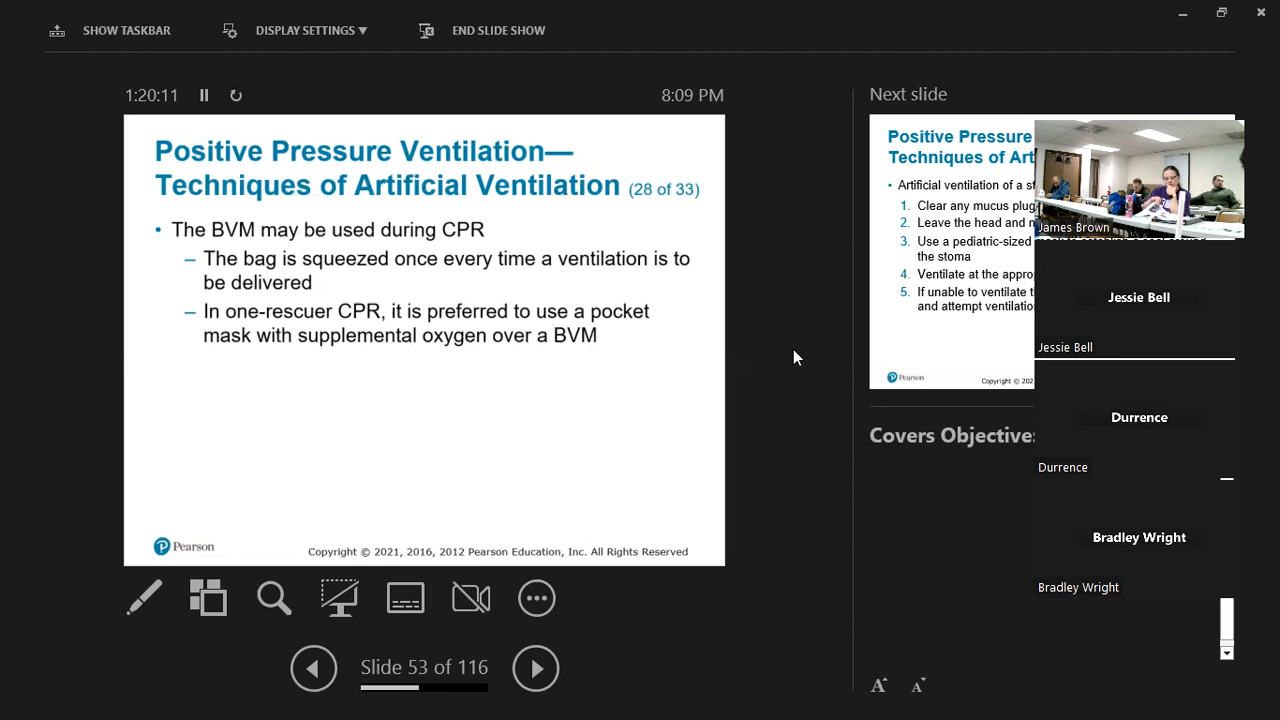 SHOW TASKBAR
DISPLAY SETTINGS ▼
END SLIDE SHOW
1:20:11
8:09 PM
Positive Pressure Ventilation—
Techniques of Artificial Ventilation (28 of 33)
• The BVM may be used during CPR
– The bag is squeezed once every time a ventilation is to
be delivered
– In one-rescuer CPR, it is preferred to use a pocket
mask with supplemental oxygen over a BVM
Pearson
Copyright © 2021, 2016, 2012 Pearson Education, Inc. All Rights Reserved
Slide 53 of 116
Next slide
Positive Pressure
Techniques of Art
• Artificial ventilation of a st
1. Clear any mucus plug
2. Leave the head and n
3. Use a pediatric-sized
the stoma
4. Ventilate at the appro
5. If unable to ventilate t
and attempt ventilatio
Pearson
Copyright © 202
Covers Objective
James Brown
Jessie Bell
Jessie Bell
Durrence
Durrence
Bradley Wright
Bradley Wright
A
A